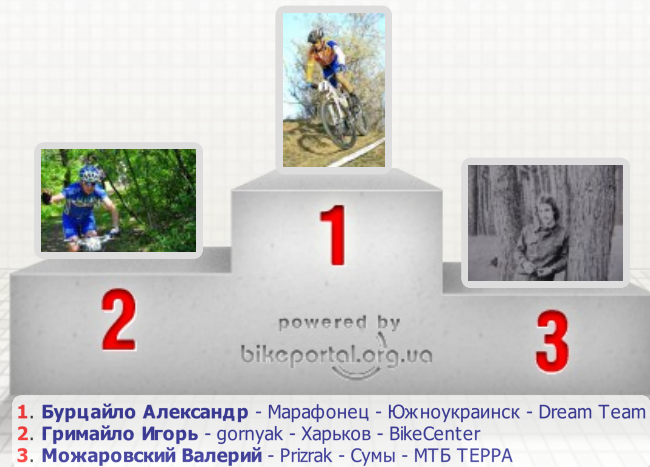 1
2
3
powered by
bikeportal.org.ua
1. Бурцайло Александр - Марафонец - Южноукраинск - Dream Team
2. Гримайло Игорь - gornyak - Харьков - BikeCenter
3. Можаровский Валерий - Prizrak - Сумы - МТБ ТЕРРА